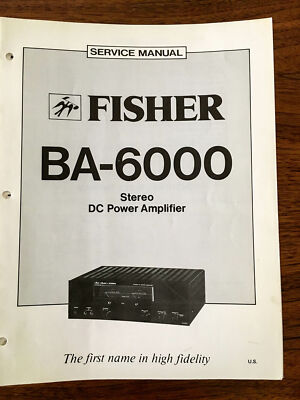 SERVICE MANUAL
FISHER
BA-6000
Stereo
DC Power Amplifier
The first name in high fidelity
U.S.